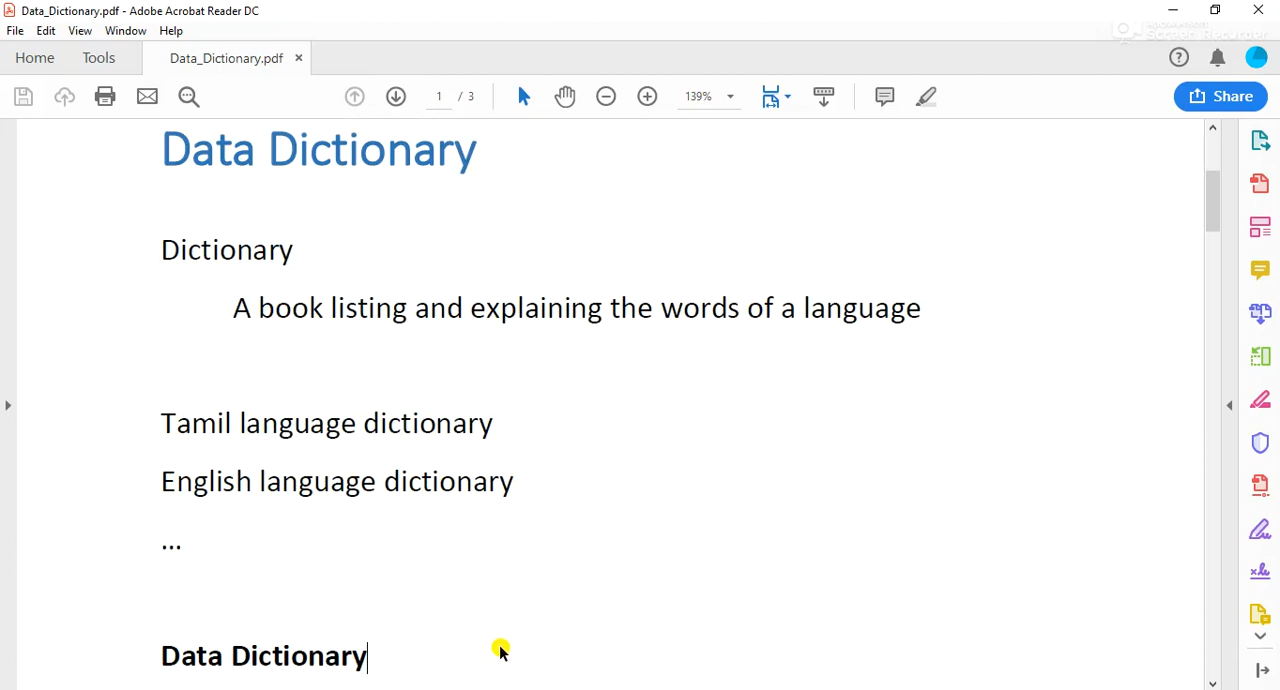 Data_Dictionary.pdf - Adobe Acrobat Reader DC
File Edit View Window Help
Screen Recorder
Home Tools Data_Dictionary.pdf ×
1 / 3 139% Share
Data Dictionary
Dictionary
A book listing and explaining the words of a language
Tamil language dictionary
English language dictionary
...
Data Dictionary